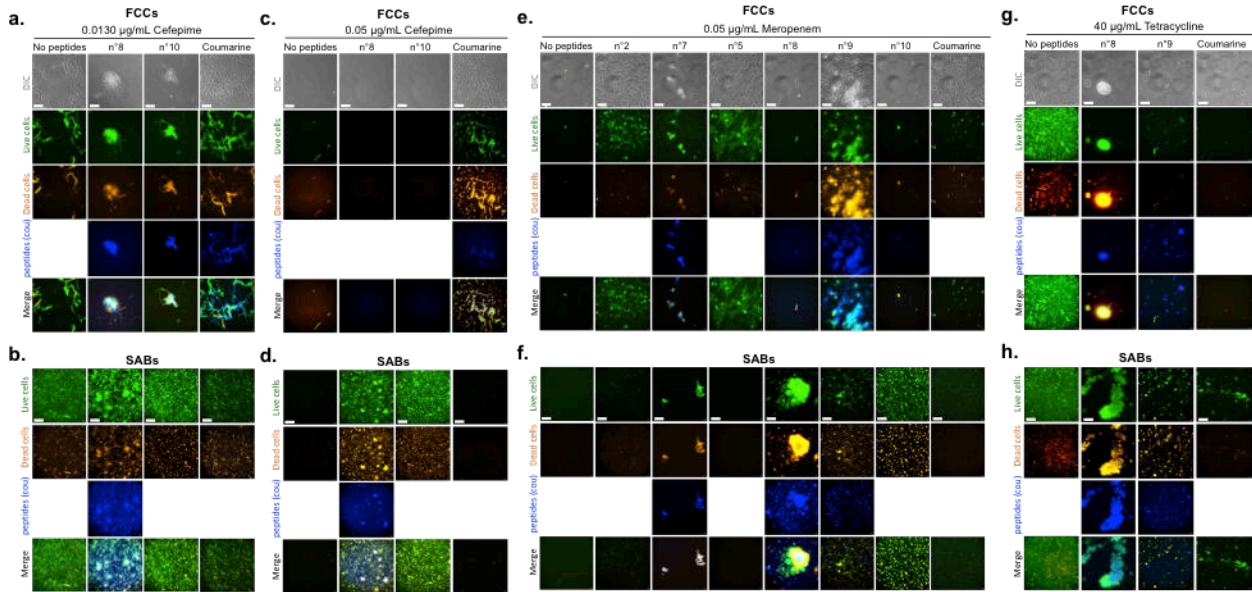 a.
FCCs
0.0130 µg/mL Cefepime
No peptides n°8 n°10 Coumarine
DIC
Live cells
Dead cells
peptides (cou)
Merge
b.
SABs
Live cells
Dead cells
peptides (cou)
Merge
c.
FCCs
0.05 µg/mL Cefepime
No peptides n°8 n°10 Coumarine
DIC
Live cells
Dead cells
peptides (cou)
Merge
d.
SABs
Live cells
Dead cells
peptides (cou)
Merge
e.
FCCs
0.05 µg/mL Meropenem
No peptides n°2 n°7 n°5 n°8 n°9 n°10 Coumarine
DIC
Live cells
Dead cells
peptides (cou)
Merge
f.
SABs
Live cells
Dead cells
peptides (cou)
Merge
g.
FCCs
40 µg/mL Tetracycline
No peptides n°8 n°9 Coumarine
DIC
Live cells
Dead cells
peptides (cou)
Merge
h.
SABs
Live cells
Dead cells
peptides (cou)
Merge